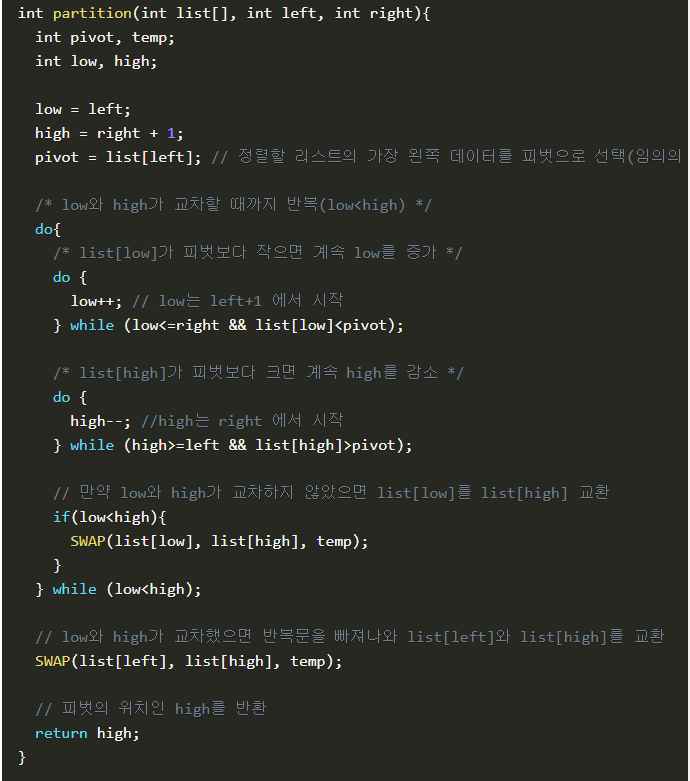 int partition(int list[], int left, int right){
int pivot, temp;
int low, high;
low = left;
high = right + 1;
pivot = list[left]; // 정렬할 리스트의 가장 왼쪽 데이터를 피벗으로 선택(임의의
/* low와 high가 교차할 때까지 반복(low<high) */
do{
/* list[low]가 피벗보다 작으면 계속 low를 증가 */
do {
low++; // low는 left+1 에서 시작
} while (low<=right && list[low]<pivot);
/* list[high]가 피벗보다 크면 계속 high를 감소 */
do {
high--; //high는 right 에서 시작
} while (high>=left && list[high]>pivot);
// 만약 low와 high가 교차하지 않았으면 list[low]를 list[high] 교환
if(low<high){
SWAP(list[low], list[high], temp);
}
} while (low<high);
// low와 high가 교차했으면 반복문을 빠져나와 list[left]와 list[high]를 교환
SWAP(list[left], list[high], temp);
// 피벗의 위치인 high를 반환
return high;
}